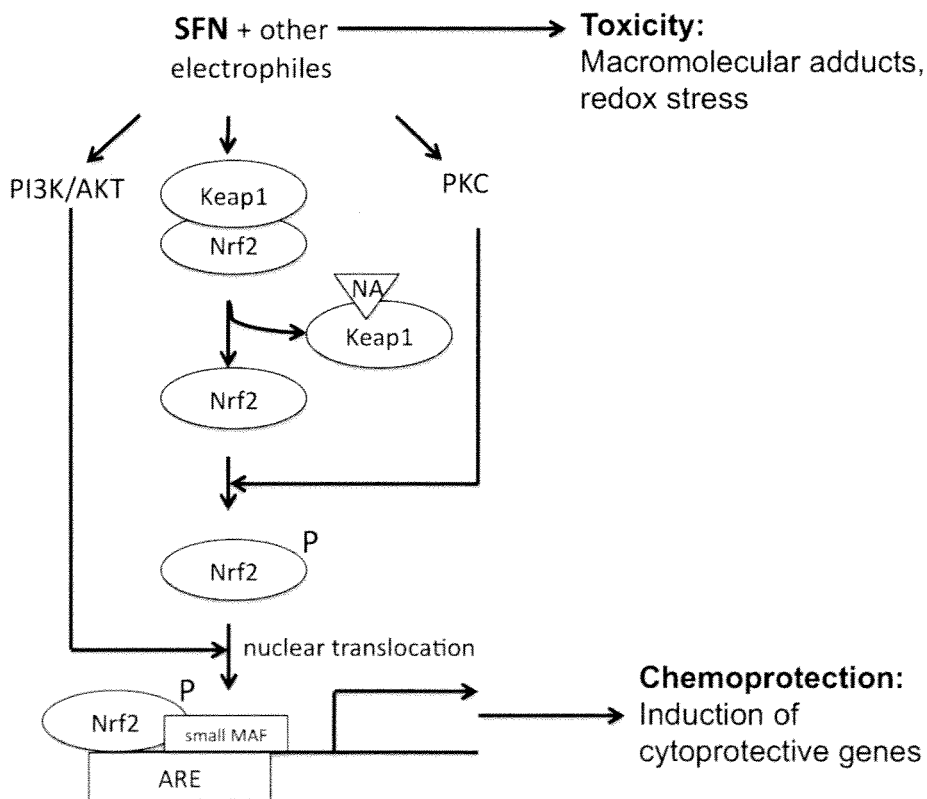 SFN + other
electrophiles
Toxicity:
Macromolecular adducts,
redox stress
PI3K/AKT
Keap1
Nrf2
PKC
NA
Keap1
Nrf2
P
Nrf2
nuclear translocation
P
Nrf2
small MAF
ARE
Chemoprotection:
Induction of
cytoprotective genes